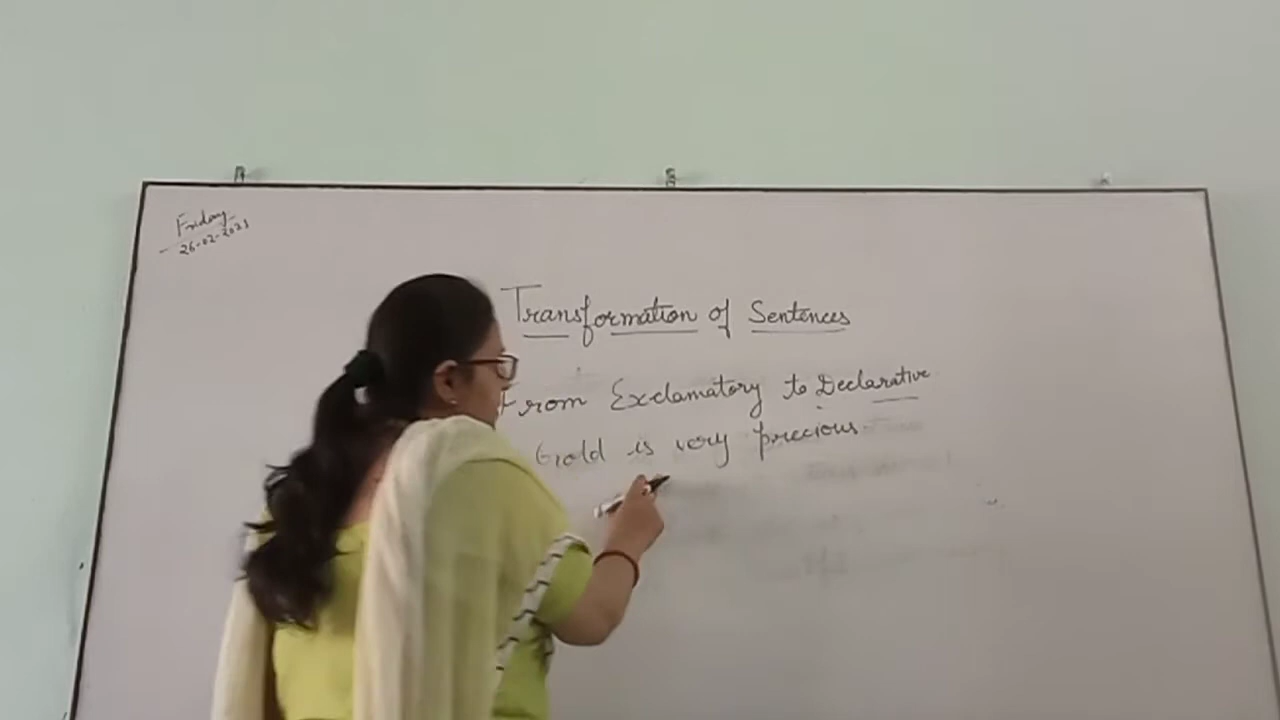 Friday
26-02-2021
Transformation of Sentences
From Exclamatory to Declarative
Gold is very precious